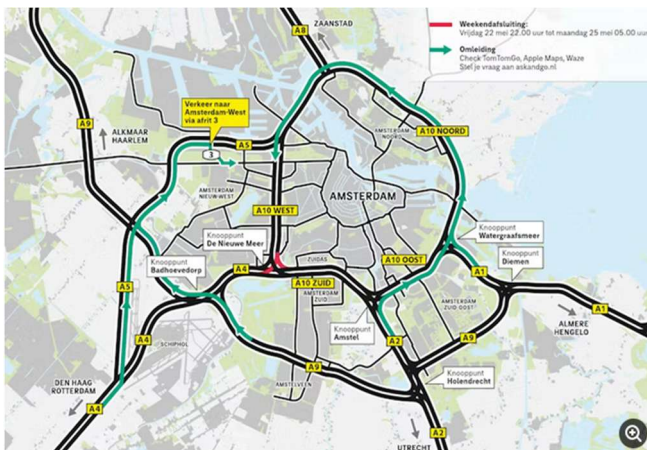 A8
ZAANSTAD
Weekendafsluiting:
Vrijdag 22 mei 22.00 uur tot maandag 25 mei 05.00 uur
Omleiding
Check TomTomGo, Apple Maps, Waze
Stel je vraag aan askandgo.nl
Verkeer naar
Amsterdam-West
via afrit 3
A9
ALKMAAR
HAARLEM
A5
3
AMSTERDAM
NOORD
A10 NOORD
AMSTERDAM
NIEUW-WEST
AMSTERDAM
A10 WEST
Knooppunt
Watergraafsmeer
Knooppunt
De Nieuwe Meer
Knooppunt
Diemen
Knooppunt
Badhoevedorp
ZUIDAS
A10 OOST
A4
A10 ZUID
A1
A5
AMSTERDAM
ZUID
AMSTERDAM
ZUID OOST
A1
Knooppunt
Amstel
ALMERE
HENGELO
A4
SCHIPHOL
A2
A9
A9
Knooppunt
Holendrecht
DEN HAAG
ROTTERDAM
AMSTELVEEN
A4
A2
UTRECHT